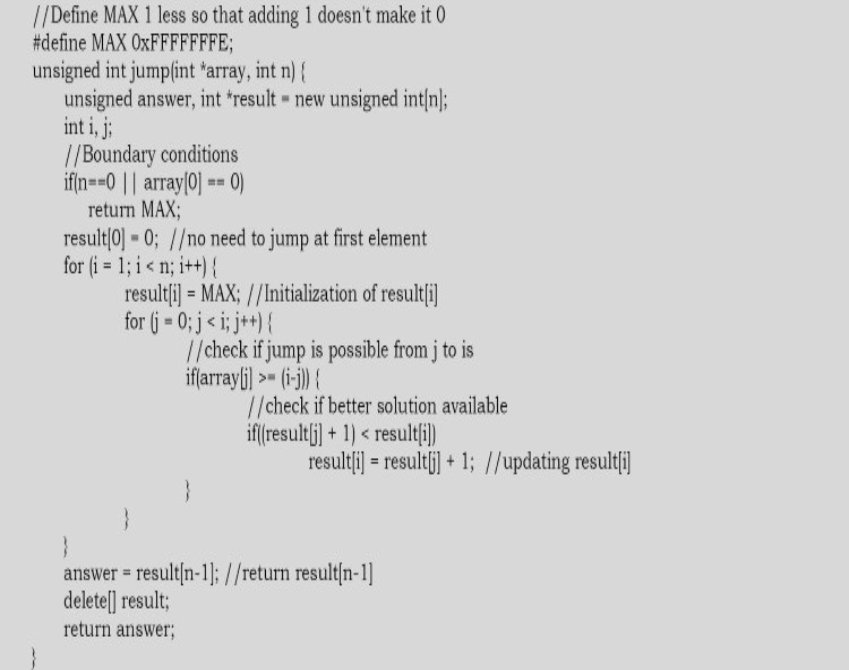 //Define MAX 1 less so that adding 1 doesn't make it 0
#define MAX 0xFFFFFFFE;
unsigned int jump(int *array, int n) {
unsigned answer, int *result = new unsigned int[n];
int i, j;
//Boundary conditions
if(n==0 || array[0] == 0)
return MAX;
result[0] = 0; //no need to jump at first element
for (i = 1; i < n; i++) {
result[i] = MAX; //Initialization of result[i]
for (j = 0; j < i; j++) {
//check if jump is possible from j to is
if(array[j] >= (i-j)) {
//check if better solution available
if((result[j] + 1) < result[i])
result[i] = result[j] + 1; //updating result[i]
}
}
}
answer = result[n-1]; //return result[n-1]
delete[] result;
return answer;
}